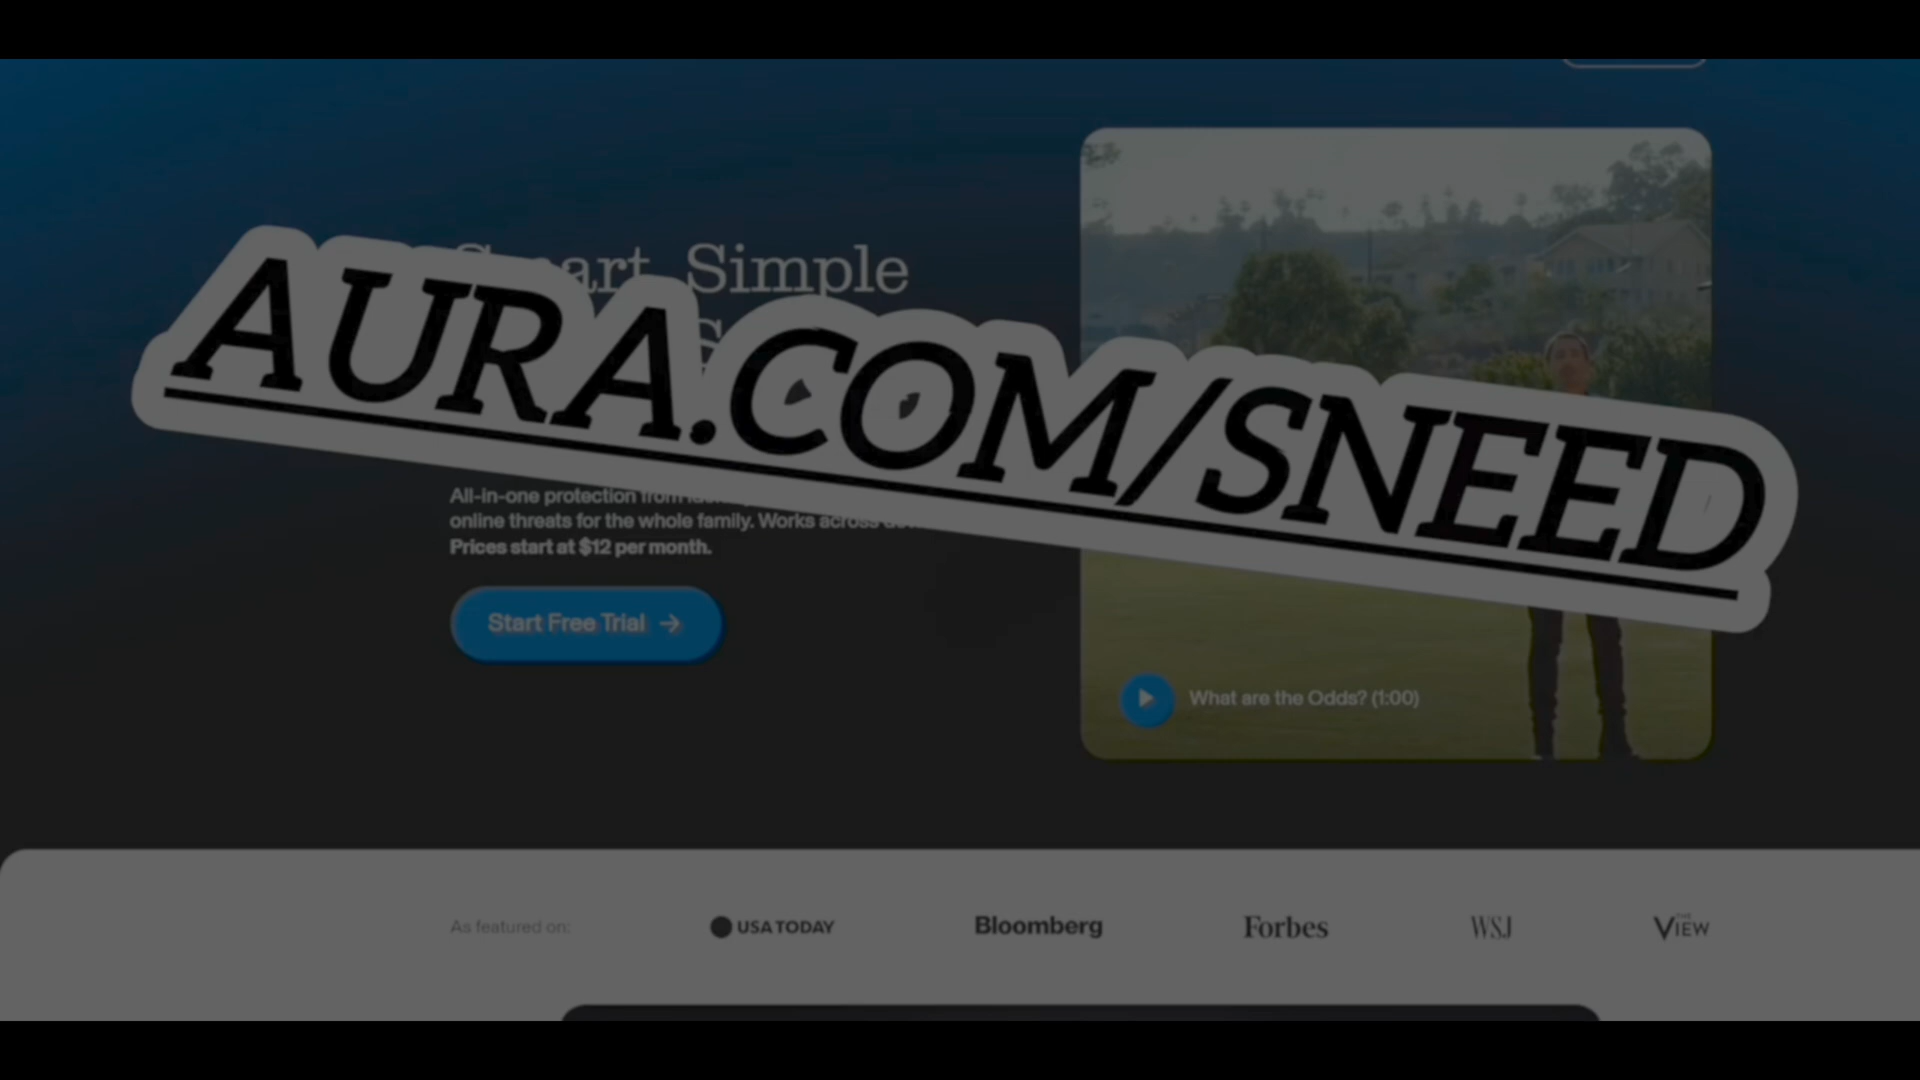 Simple
AURA.COM/SNEED
All-in-one protection from
online threats for the whole family. Works across
Prices start at $12 per month.
Start Free Trial →
What are the Odds? (1:00)
As featured on:
USA TODAY
Bloomberg
Forbes
WSJ
THE
VIEW